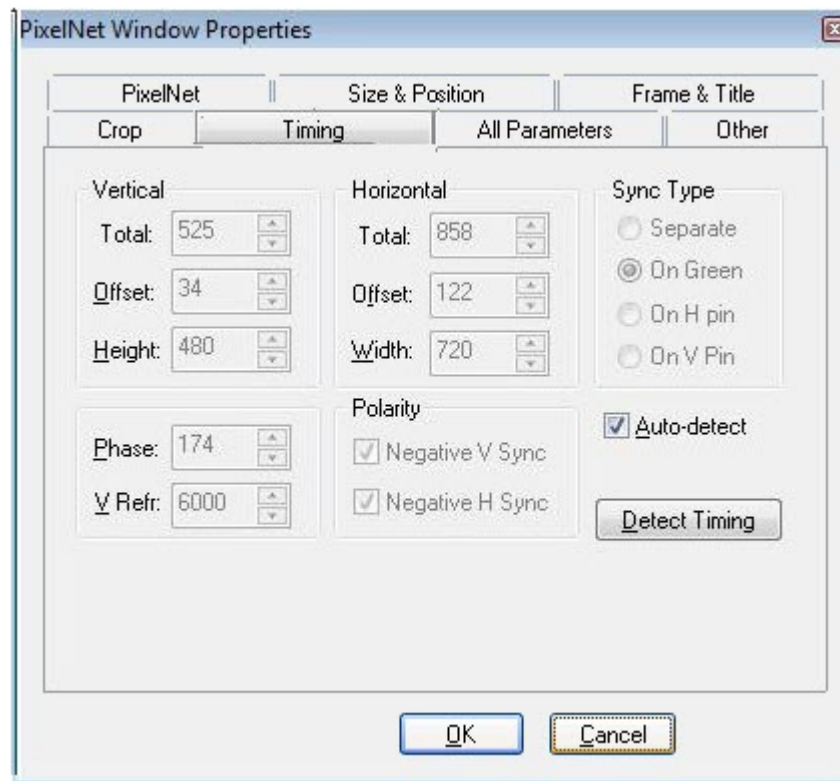 PixelNet Window Properties
PixelNet Size & Position Frame & Title
Crop Timing All Parameters Other
Vertical
Total: 525
Offset: 34
Height: 480
Horizontal
Total: 858
Offset: 122
Width: 720
Sync Type
Separate
On Green
On H pin
On V Pin
Phase: 174
V Refr: 6000
Polarity
Negative V Sync
Negative H Sync
Auto-detect
Detect Timing
OK Cancel